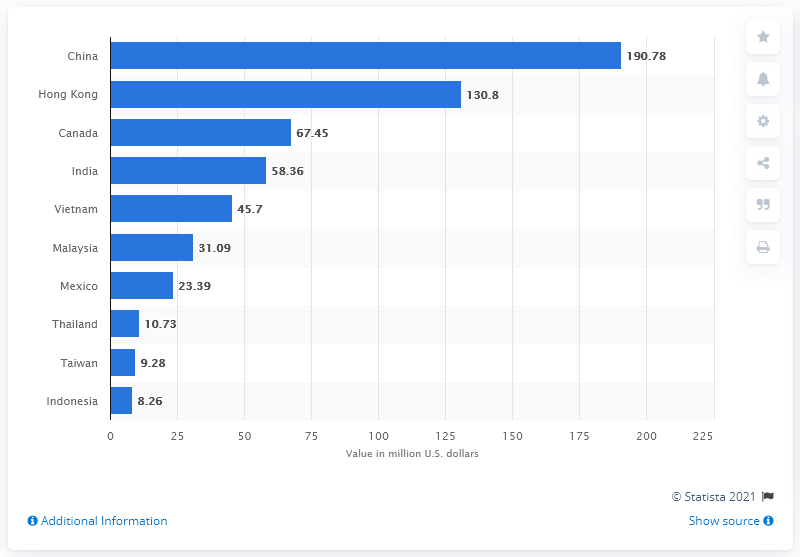 China 190.78
Hong Kong 130.8
Canada 67.45
India 58.36
Vietnam 45.7
Malaysia 31.09
Mexico 23.39
Thailand 10.73
Taiwan 9.28
Indonesia 8.26
0 25 50 75 100 125 150 175 200 225
Value in million U.S. dollars
© Statista 2021
Additional Information Show source